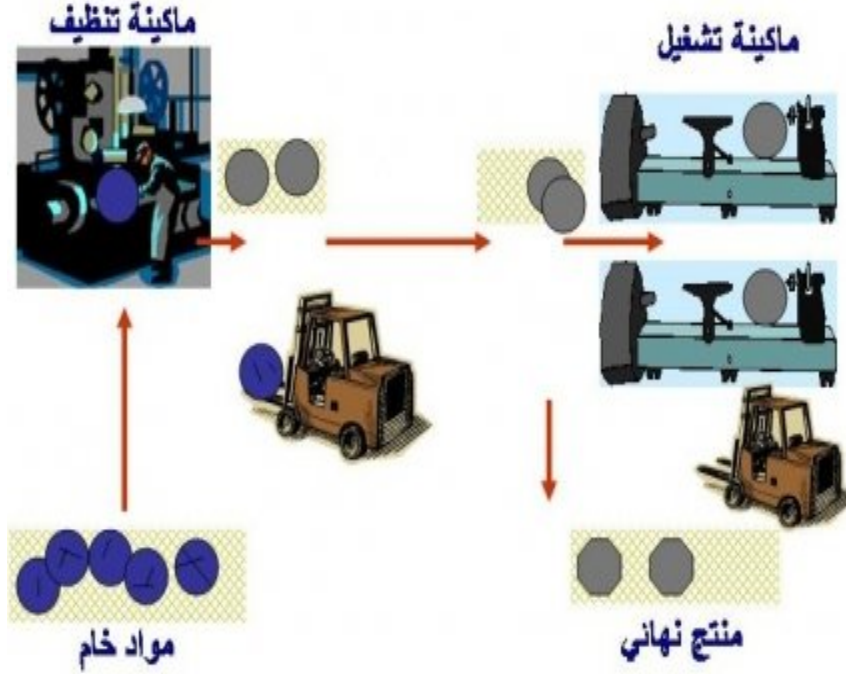 ماكينة تنظيف
ماكينة تشغيل
مواد خام
منتج نهائي